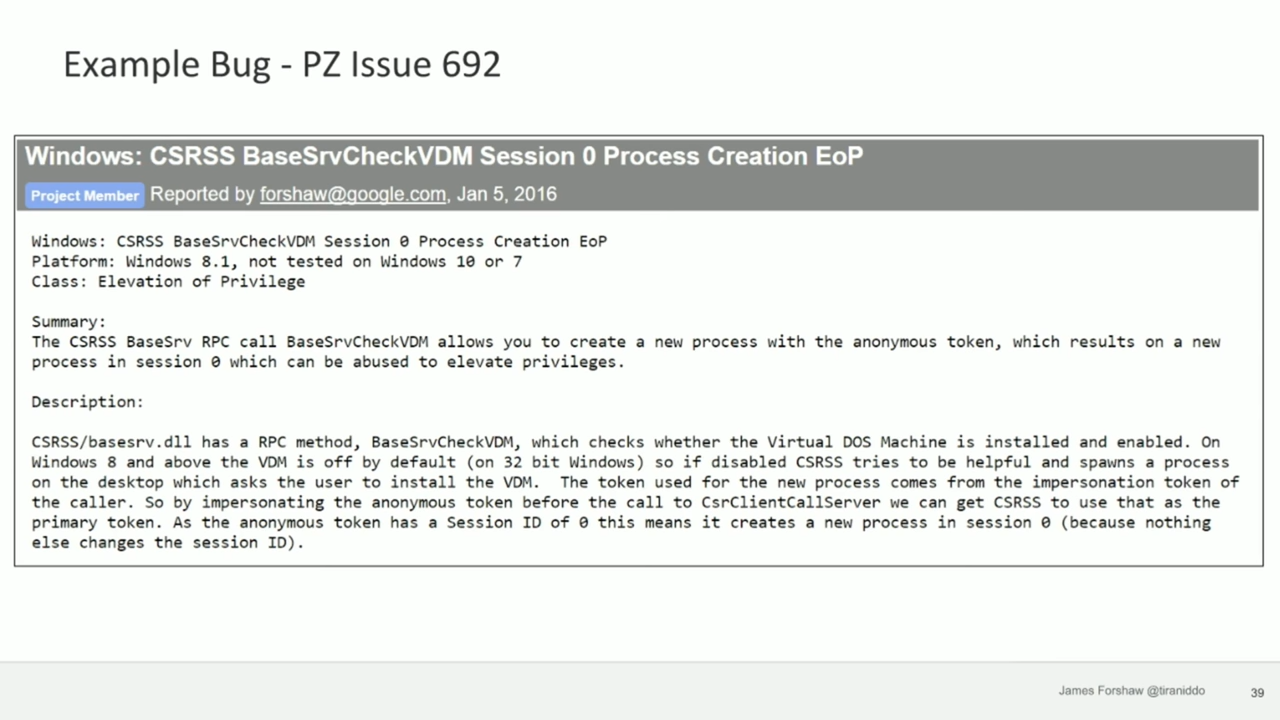 Example Bug - PZ Issue 692
Windows: CSRSS BaseSrvCheckVDM Session 0 Process Creation EoP
Project Member Reported by forshaw@google.com, Jan 5, 2016
Windows: CSRSS BaseSrvCheckVDM Session 0 Process Creation EoP
Platform: Windows 8.1, not tested on Windows 10 or 7
Class: Elevation of Privilege
Summary:
The CSRSS BaseSrv RPC call BaseSrvCheckVDM allows you to create a new process with the anonymous token, which results on a new
process in session 0 which can be abused to elevate privileges.
Description:
CSRSS/basesrv.dll has a RPC method, BaseSrvCheckVDM, which checks whether the Virtual DOS Machine is installed and enabled. On
Windows 8 and above the VDM is off by default (on 32 bit Windows) so if disabled CSRSS tries to be helpful and spawns a process
on the desktop which asks the user to install the VDM.  The token used for the new process comes from the impersonation token of
the caller. So by impersonating the anonymous token before the call to CsrClientCallServer we can get CSRSS to use that as the
primary token. As the anonymous token has a Session ID of 0 this means it creates a new process in session 0 (because nothing
else changes the session ID).
James Forshaw @tiraniddo
39